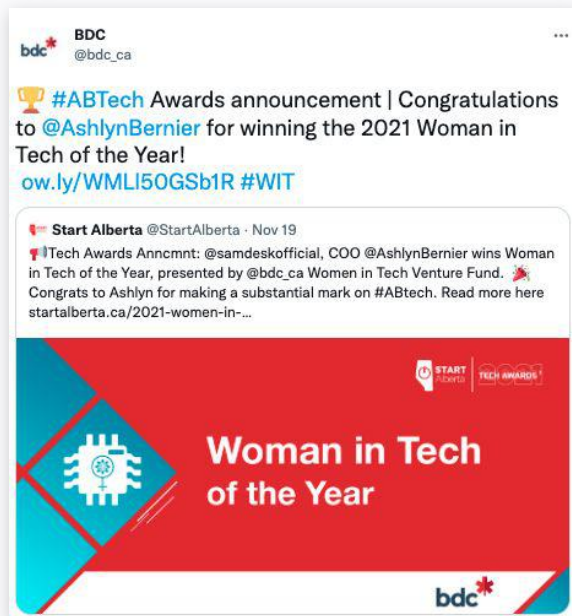 bdc*
BDC
@bdc_ca
...
🏆 #ABTech Awards announcement | Congratulations
to @AshlynBernier for winning the 2021 Woman in
Tech of the Year!
ow.ly/WMLI50GSb1R #WIT
Start Alberta @StartAlberta · Nov 19
📢Tech Awards Anncmnt: @samdeskofficial, COO @AshlynBernier wins Woman
in Tech of the Year, presented by @bdc_ca Women in Tech Venture Fund. 🎉
Congrats to Ashlyn for making a substantial mark on #ABtech. Read more here
startalberta.ca/2021-women-in-...
START
Alberta
2021
TECH AWARDS
Woman in Tech
of the Year
bdc*